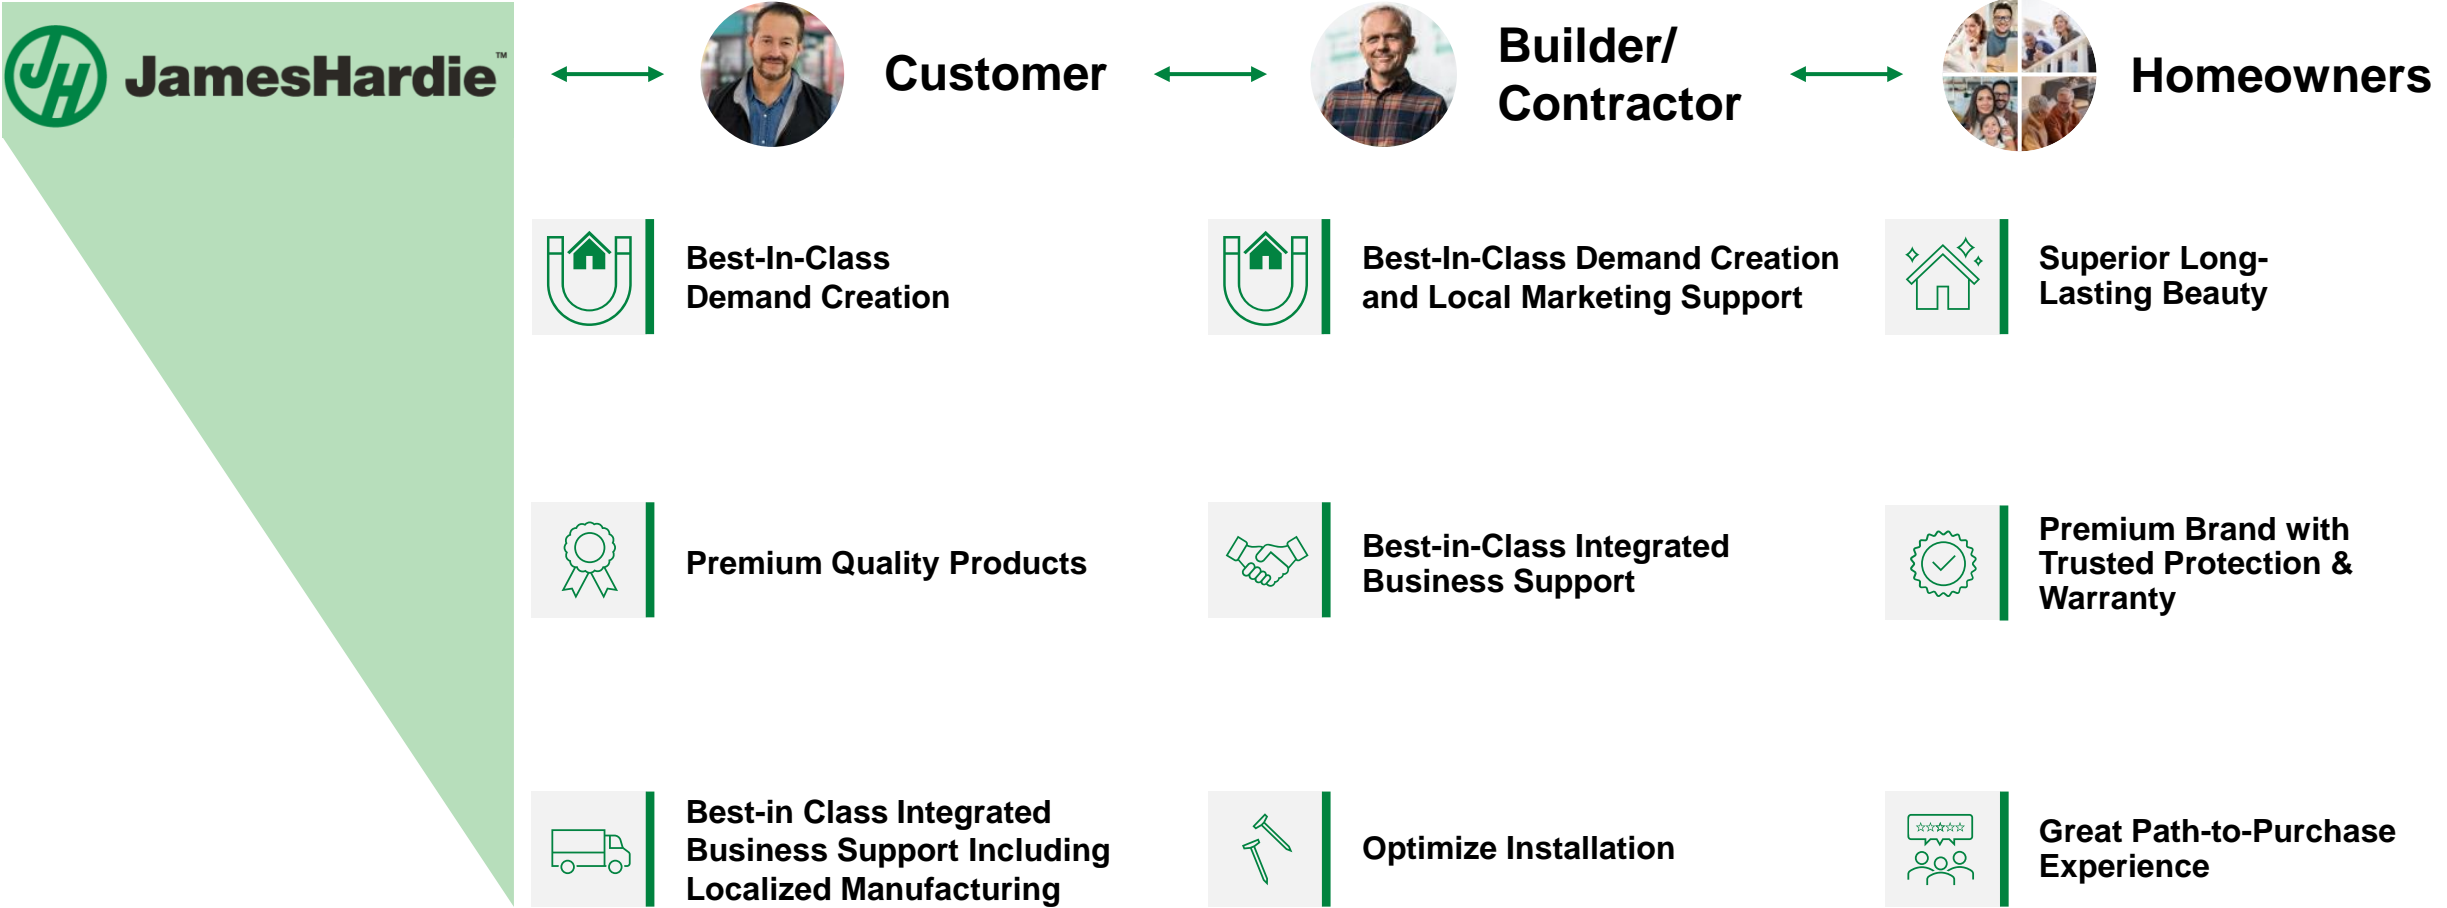 JH JamesHardie™
Customer
Builder/
Contractor
Homeowners
Best-In-Class
Demand Creation
Best-In-Class Demand Creation
and Local Marketing Support
Superior Long-
Lasting Beauty
Premium Quality Products
Best-in-Class Integrated
Business Support
Premium Brand with
Trusted Protection &
Warranty
Best-in Class Integrated
Business Support Including
Localized Manufacturing
Optimize Installation
Great Path-to-Purchase
Experience